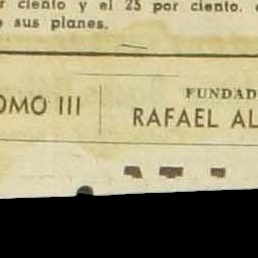 ciento y el 25 por ciento.
sus planes.
OMO III
FUNDAD
RAFAEL AL